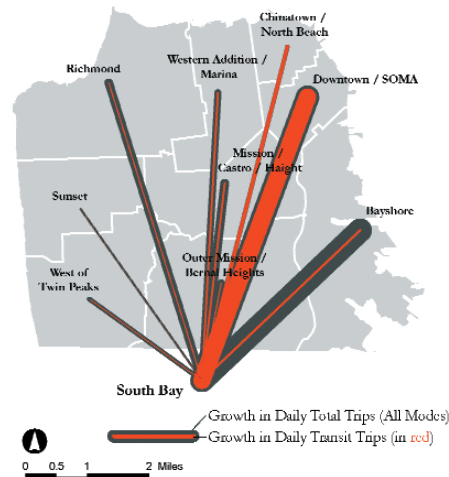 Chinatown /
North Beach
Western Addition /
Marina
Richmond
Downtown / SOMA
Mission /
Castro / Haight
Sunset
Bayshore
Outer Mission /
Bernal Heights
West of
Twin Peaks
South Bay
Growth in Daily Total Trips (All Modes)
Growth in Daily Transit Trips (in red)
0 0.5 1 2 Miles